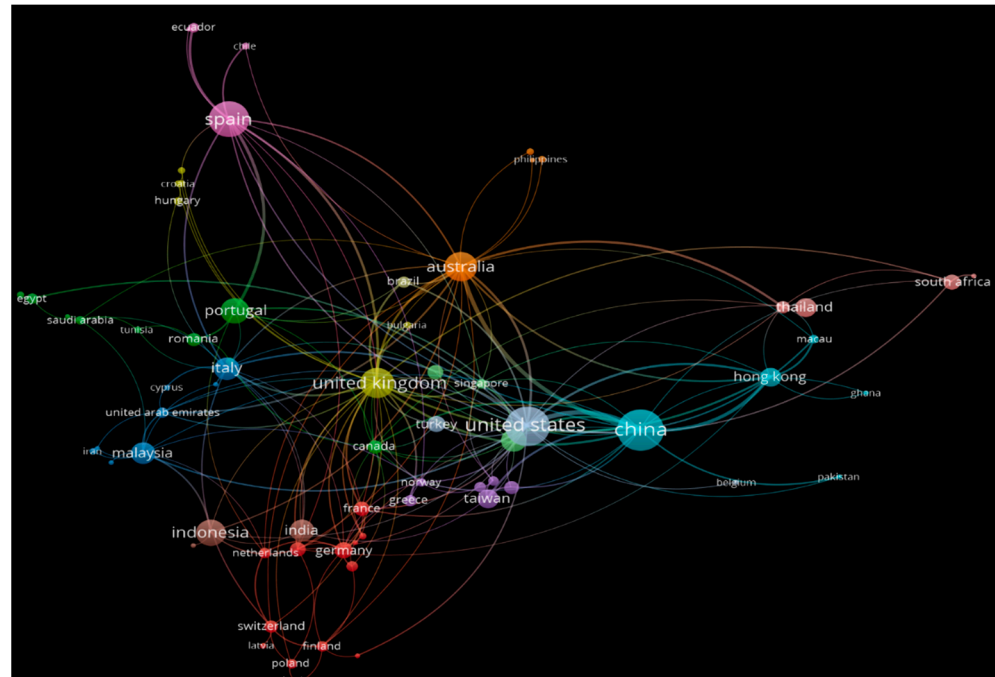 ecuador
chile
spain
philippines
croatia
hungary
australia
brazil
south africa
egypt
portugal
thailand
saudi arabia
tunisia
bulgaria
romania
macau
italy
hong kong
united kingdom
singapore
cyprus
ghana
united arab emirates
turkey
united states
china
canada
iran
malaysia
norway
belgium
pakistan
greece
taiwan
france
indonesia
india
netherlands
germany
switzerland
latvia
finland
poland